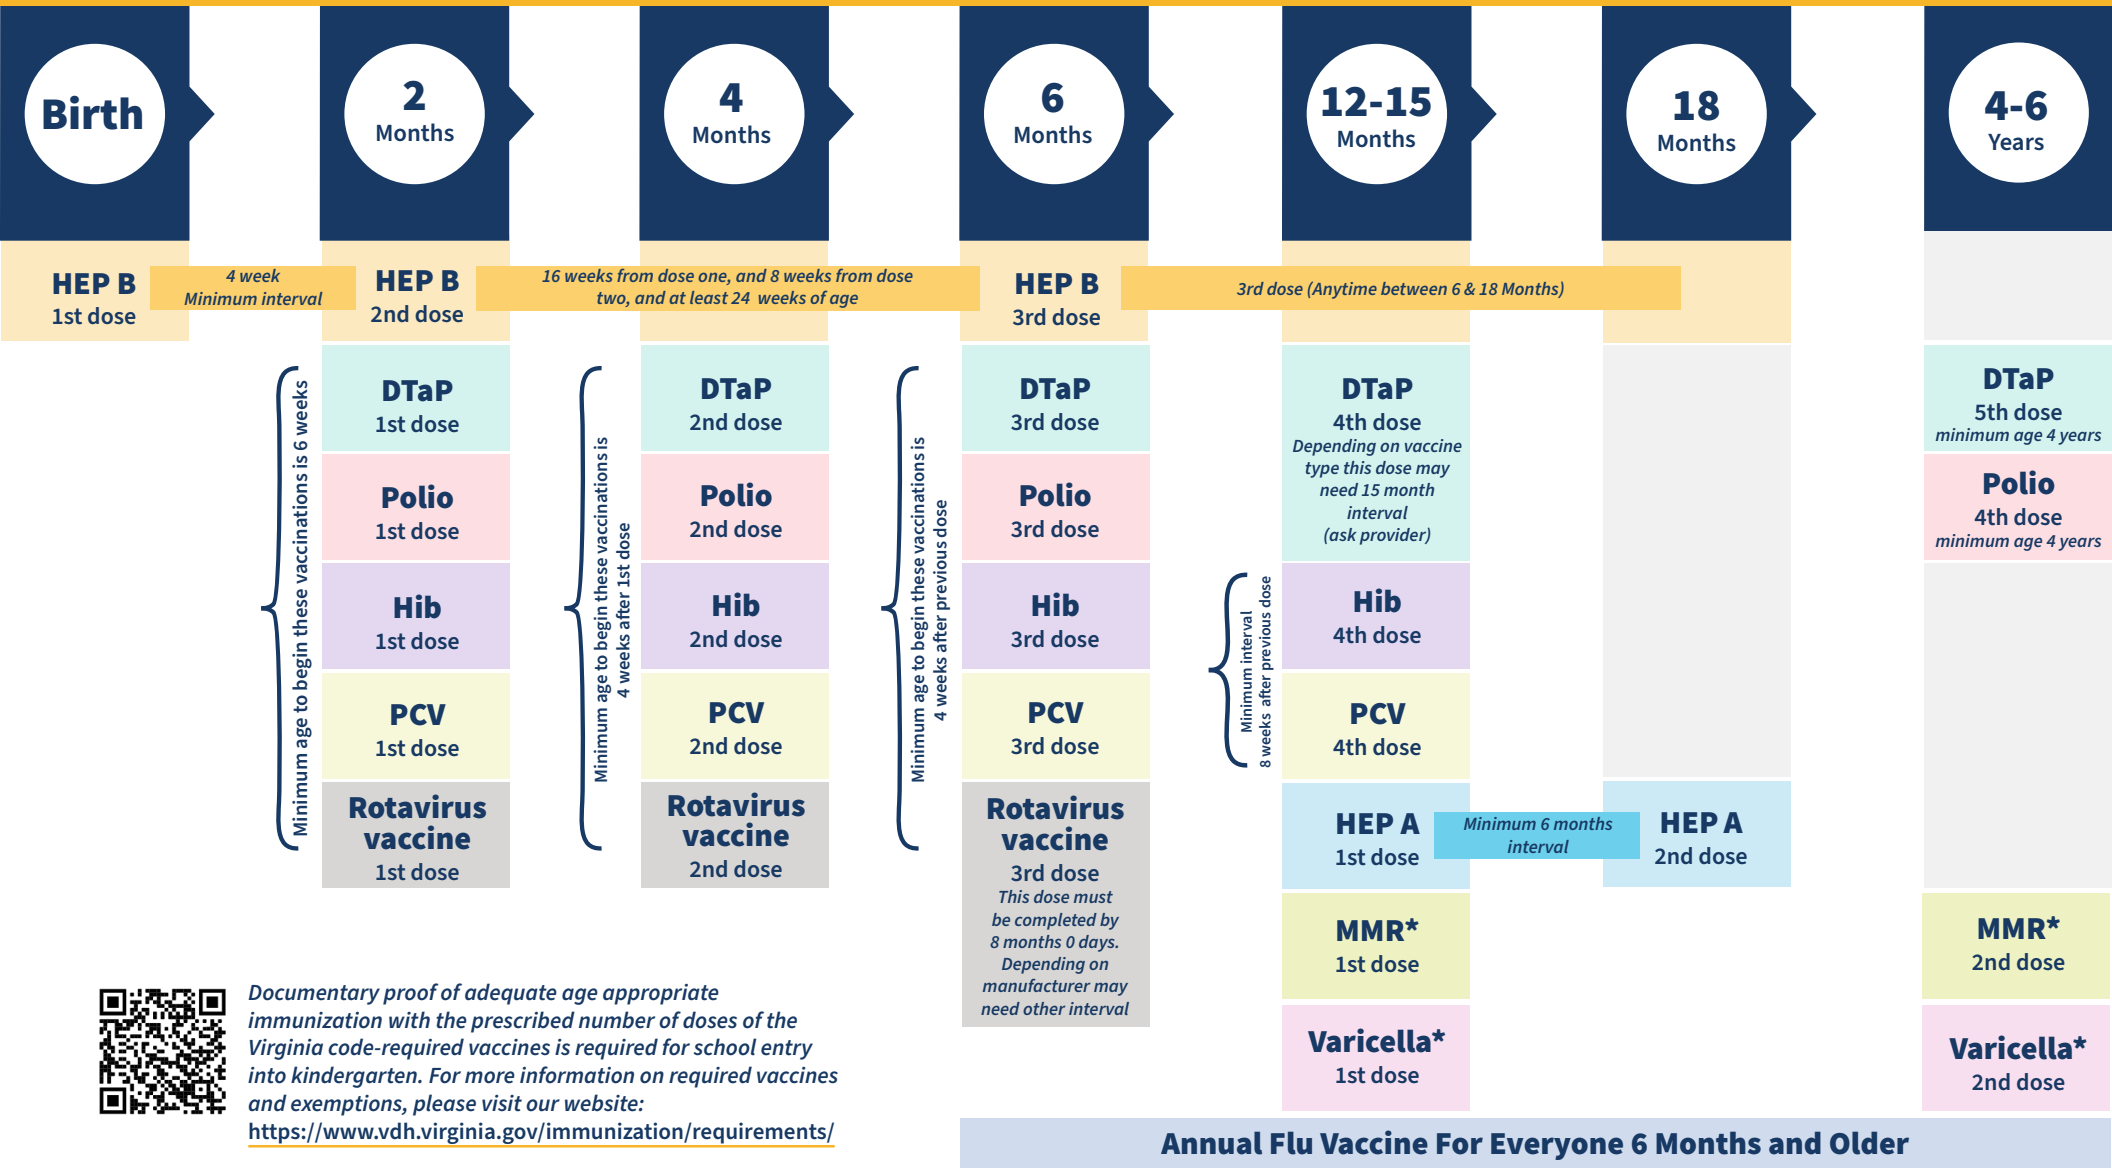 Birth
2
Months
4
Months
6
Months
12-15
Months
18
Months
4-6
Years
HEP B
1st dose
4 week
Minimum interval
HEP B
2nd dose
16 weeks from dose one, and 8 weeks from dose
two, and at least 24 weeks of age
HEP B
3rd dose
3rd dose (Anytime between 6 & 18 Months)
Minimum age to begin these vaccinations is 6 weeks
DTaP
1st dose
Polio
1st dose
Hib
1st dose
PCV
1st dose
Rotavirus
vaccine
1st dose
Minimum age to begin these vaccinations is
4 weeks after 1st dose
DTaP
2nd dose
Polio
2nd dose
Hib
2nd dose
PCV
2nd dose
Rotavirus
vaccine
2nd dose
Minimum age to begin these vaccinations is
4 weeks after previous dose
DTaP
3rd dose
Polio
3rd dose
Hib
3rd dose
PCV
3rd dose
Rotavirus
vaccine
3rd dose
This dose must
be completed by
8 months 0 days.
Depending on
manufacturer may
need other interval
DTaP
4th dose
Depending on vaccine
type this dose may
need 15 month
interval
(ask provider)
Minimum interval
8 weeks after previous dose
Hib
4th dose
PCV
4th dose
HEP A
1st dose
Minimum 6 months
interval
HEP A
2nd dose
MMR*
1st dose
Varicella*
1st dose
DTaP
5th dose
minimum age 4 years
Polio
4th dose
minimum age 4 years
MMR*
2nd dose
Varicella*
2nd dose
Documentary proof of adequate age appropriate
immunization with the prescribed number of doses of the
Virginia code-required vaccines is required for school entry
into kindergarten. For more information on required vaccines
and exemptions, please visit our website:
https://www.vdh.virginia.gov/immunization/requirements/
Annual Flu Vaccine For Everyone 6 Months and Older